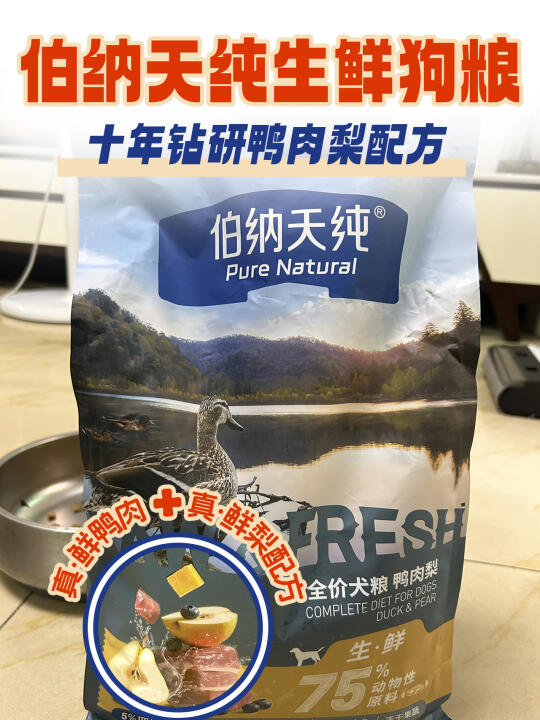 伯纳天纯生鲜狗粮
十年钻研鸭肉梨配方
伯纳天纯®
Pure Natural
真·鲜鸭肉+真·鲜梨配方
FRESH
全价犬粮 鸭肉梨
COMPLETE DIET FOR DOGS
DUCK & PEAR
生·鲜
75%动物性
原料